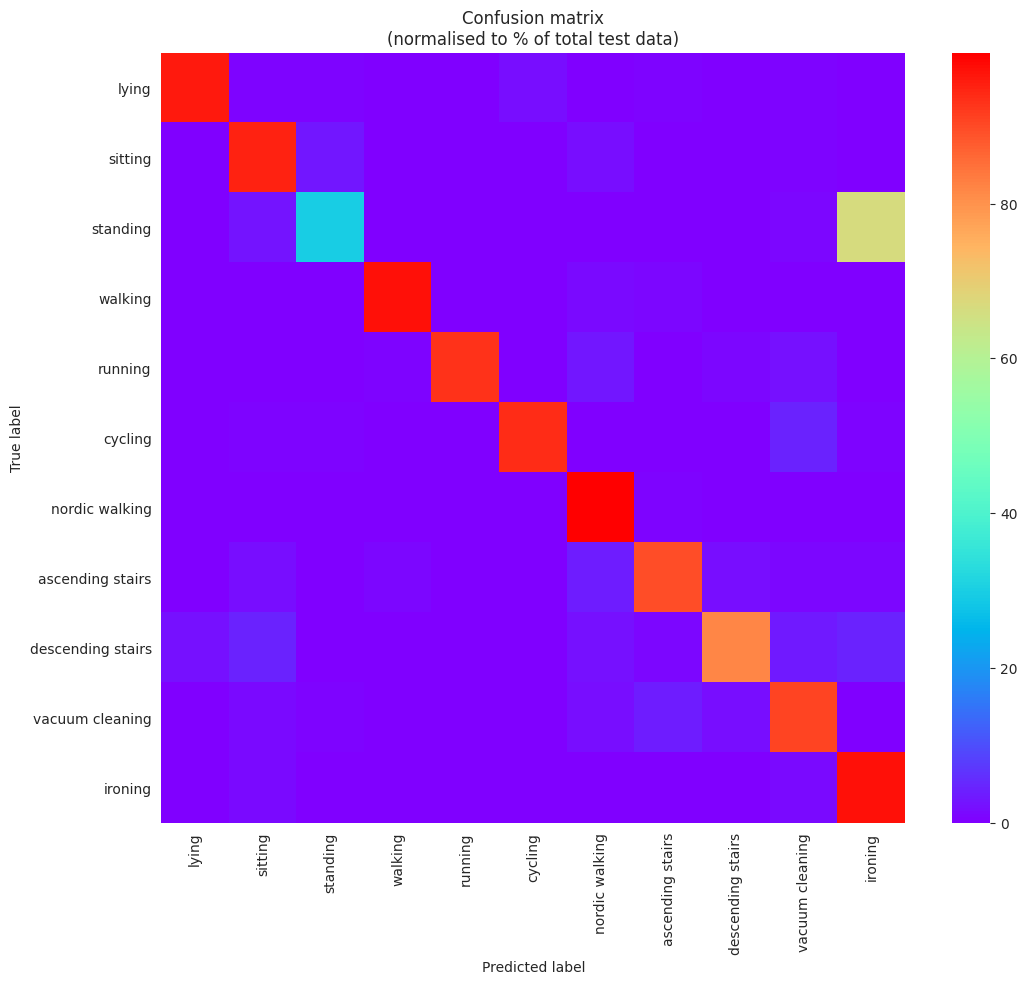 Confusion matrix
(normalised to % of total test data)
True label
lying
sitting
standing
walking
running
cycling
nordic walking
ascending stairs
descending stairs
vacuum cleaning
ironing
lying
sitting
standing
walking
running
cycling
nordic walking
ascending stairs
descending stairs
vacuum cleaning
ironing
Predicted label
80
60
40
20
0